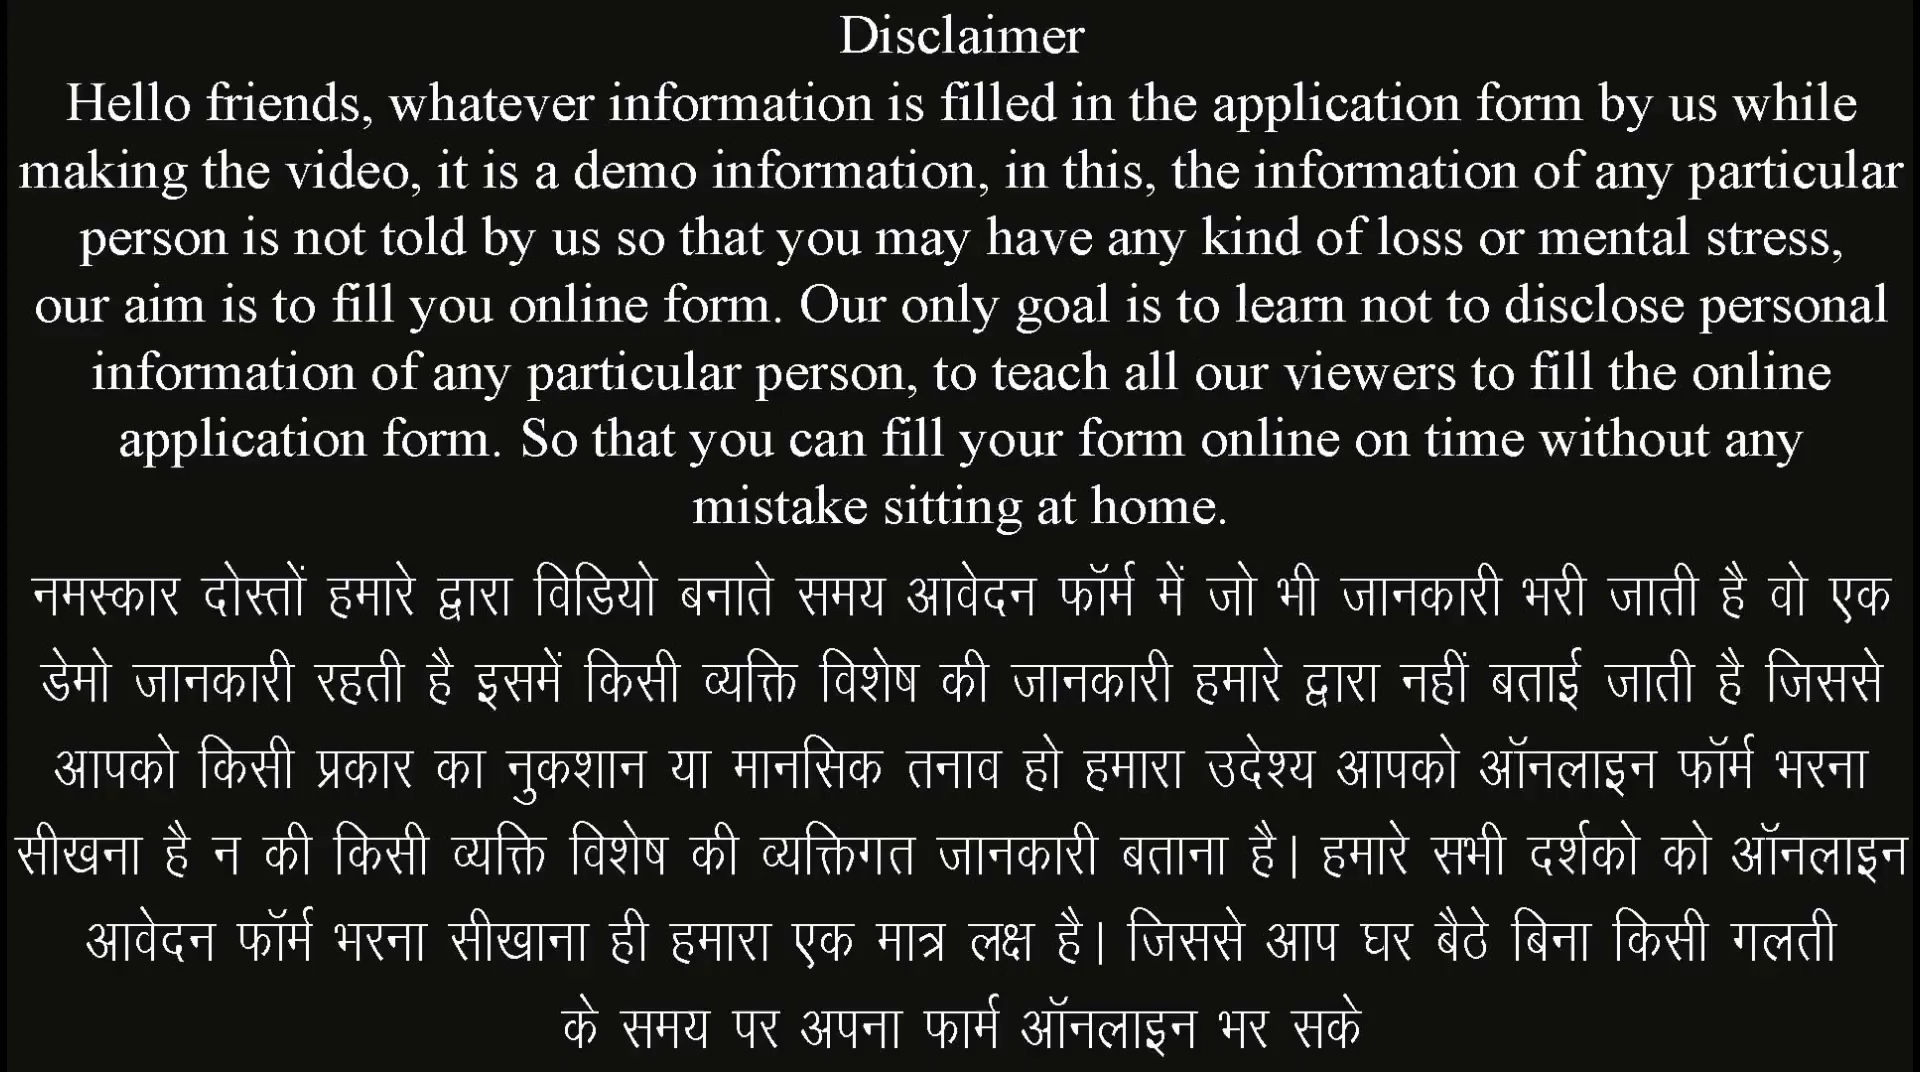 Disclaimer
Hello friends, whatever information is filled in the application form by us while
making the video, it is a demo information, in this, the information of any particular
person is not told by us so that you may have any kind of loss or mental stress,
our aim is to fill you online form. Our only goal is to learn not to disclose personal
information of any particular person, to teach all our viewers to fill the online
application form. So that you can fill your form online on time without any
mistake sitting at home.
नमस्कार दोस्तों हमारे द्वारा विडियो बनाते समय आवेदन फॉर्म में जो भी जानकारी भरी जाती है वो एक
डेमो जानकारी रहती है इसमें किसी व्यक्ति विशेष की जानकारी हमारे द्वारा नहीं बताई जाती है जिससे
आपको किसी प्रकार का नुकशान या मानसिक तनाव हो हमारा उदेश्य आपको ऑनलाइन फॉर्म भरना
सीखना है न की किसी व्यक्ति विशेष की व्यक्तिगत जानकारी बताना है। हमारे सभी दर्शको को ऑनलाइन
आवेदन फॉर्म भरना सीखाना ही हमारा एक मात्र लक्ष है। जिससे आप घर बैठे बिना किसी गलती
के समय पर अपना फार्म ऑनलाइन भर सके